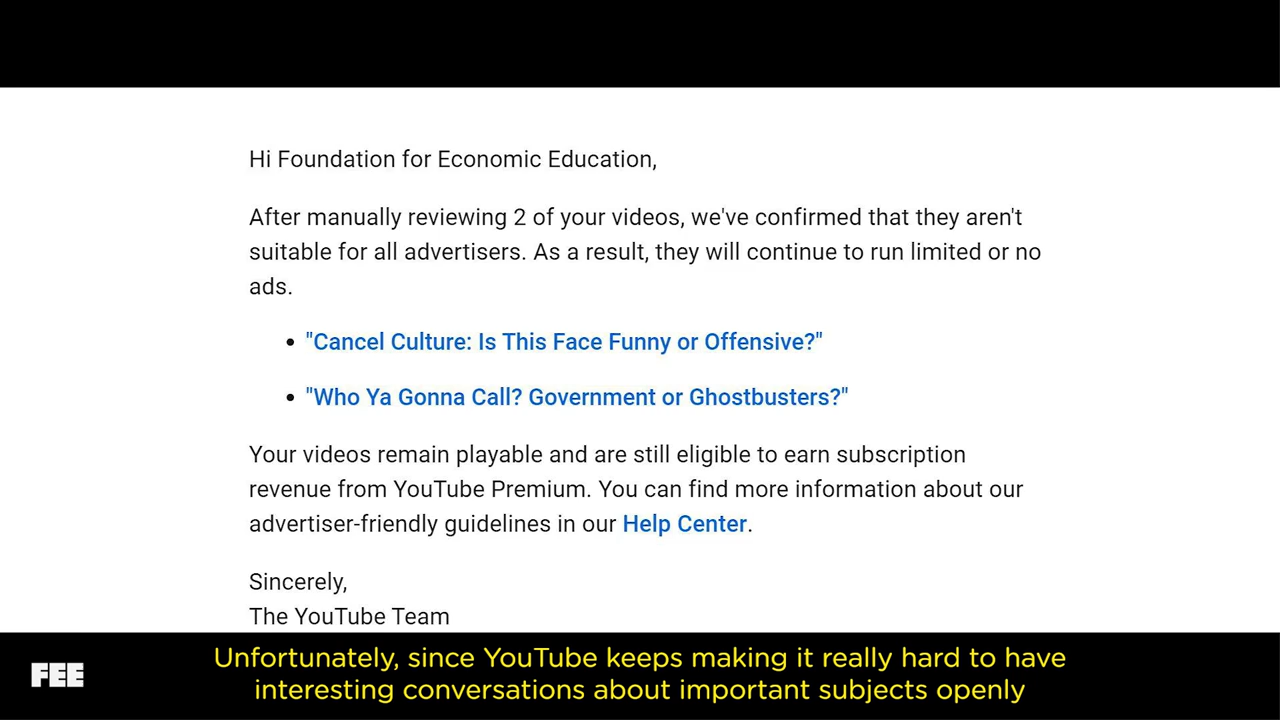 Hi Foundation for Economic Education,
After manually reviewing 2 of your videos, we've confirmed that they aren't
suitable for all advertisers. As a result, they will continue to run limited or no
ads.
• "Cancel Culture: Is This Face Funny or Offensive?"
• "Who Ya Gonna Call? Government or Ghostbusters?"
Your videos remain playable and are still eligible to earn subscription
revenue from YouTube Premium. You can find more information about our
advertiser-friendly guidelines in our Help Center.
Sincerely,
The YouTube Team
FEE
Unfortunately, since YouTube keeps making it really hard to have
interesting conversations about important subjects openly